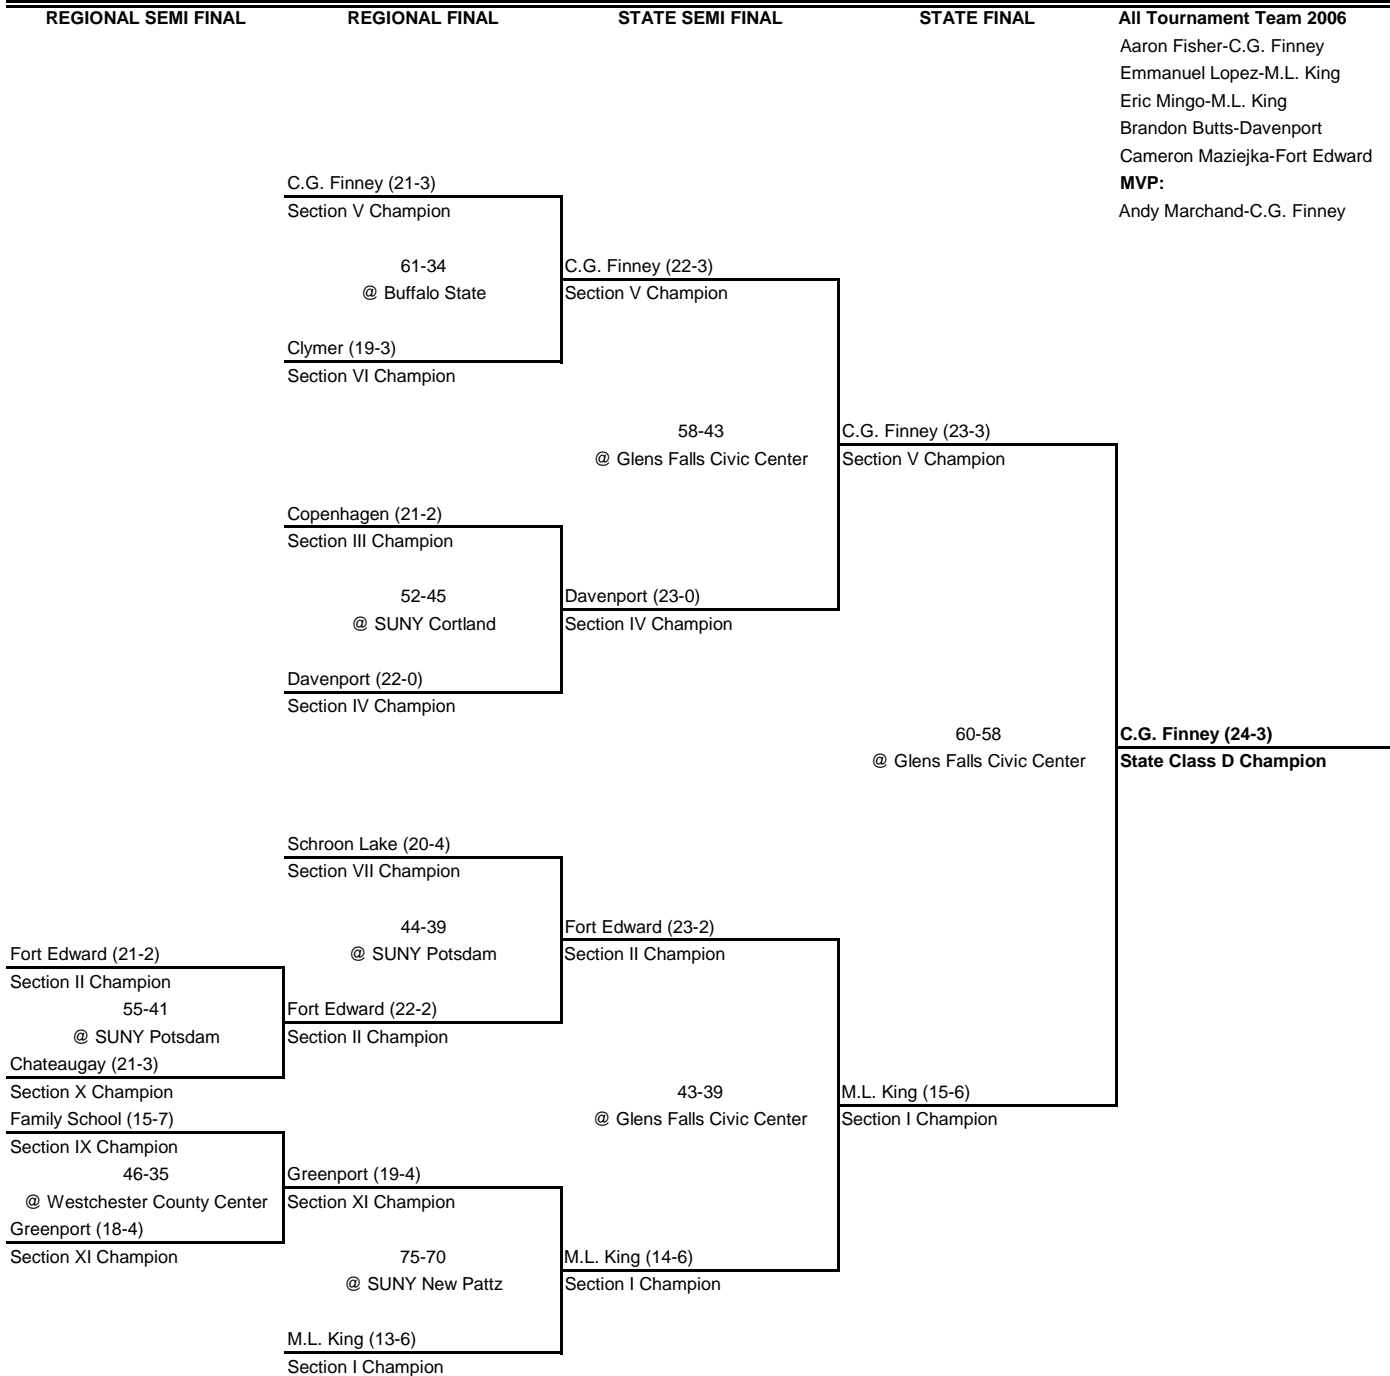 REGIONAL SEMI FINAL REGIONAL FINAL STATE SEMI FINAL STATE FINAL All Tournament Team 2006
Aaron Fisher-C.G. Finney
Emmanuel Lopez-M.L. King
Eric Mingo-M.L. King
Brandon Butts-Davenport
Cameron Maziejka-Fort Edward
C.G. Finney (21-3) MVP:
Section V Champion Andy Marchand-C.G. Finney
61-34 C.G. Finney (22-3)
@ Buffalo State Section V Champion
Clymer (19-3)
Section VI Champion
58-43 C.G. Finney (23-3)
@ Glens Falls Civic Center Section V Champion
Copenhagen (21-2)
Section III Champion
52-45 Davenport (23-0)
@ SUNY Cortland Section IV Champion
Davenport (22-0)
Section IV Champion
60-58 C.G. Finney (24-3)
@ Glens Falls Civic Center State Class D Champion
Schroon Lake (20-4)
Section VII Champion
44-39 Fort Edward (23-2)
Fort Edward (21-2) @ SUNY Potsdam Section II Champion
Section II Champion
55-41 Fort Edward (22-2)
@ SUNY Potsdam Section II Champion
Chateaugay (21-3)
Section X Champion 43-39 M.L. King (15-6)
Family School (15-7) @ Glens Falls Civic Center Section I Champion
Section IX Champion
46-35 Greenport (19-4)
@ Westchester County Center Section XI Champion
Greenport (18-4)
Section XI Champion 75-70 M.L. King (14-6)
@ SUNY New Pattz Section I Champion
M.L. King (13-6)
Section I Champion